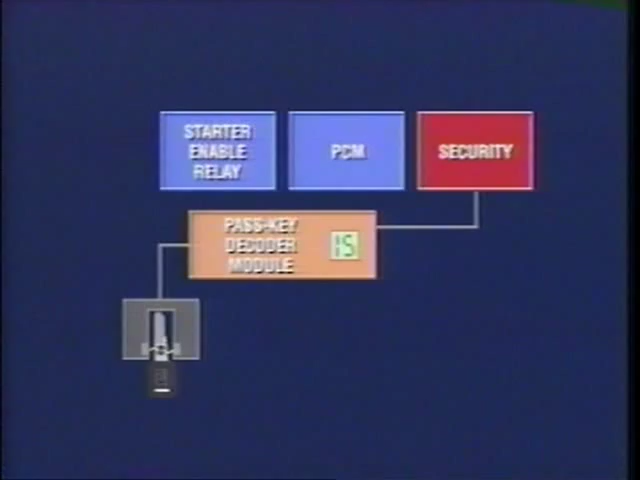 STARTER
ENABLE
RELAY
PCM
SECURITY
PASS-KEY
DECODER
MODULE
15